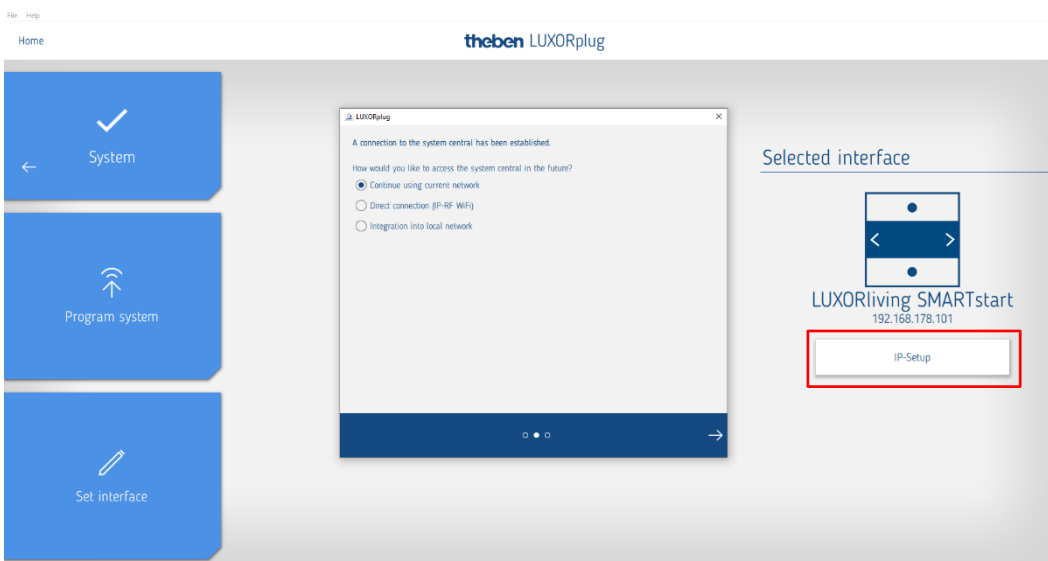 File Help
Home
theben LUXORplug
System
Program system
Set interface
LUXORplug
A connection to the system central has been established.
How would you like to access the system central in the future?
Continue using current network
Direct connection (IP-RF WiFi)
Integration into local network
Selected interface
LUXORliving SMARTstart
192.168.178.101
IP-Setup